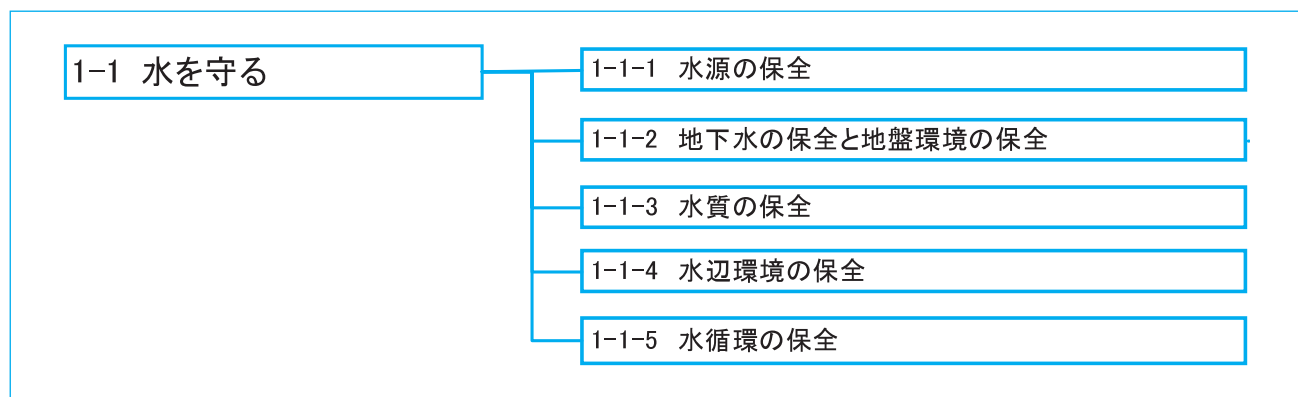 1-1 水を守る
1-1-1 水源の保全
1-1-2 地下水の保全と地盤環境の保全
1-1-3 水質の保全
1-1-4 水辺環境の保全
1-1-5 水循環の保全